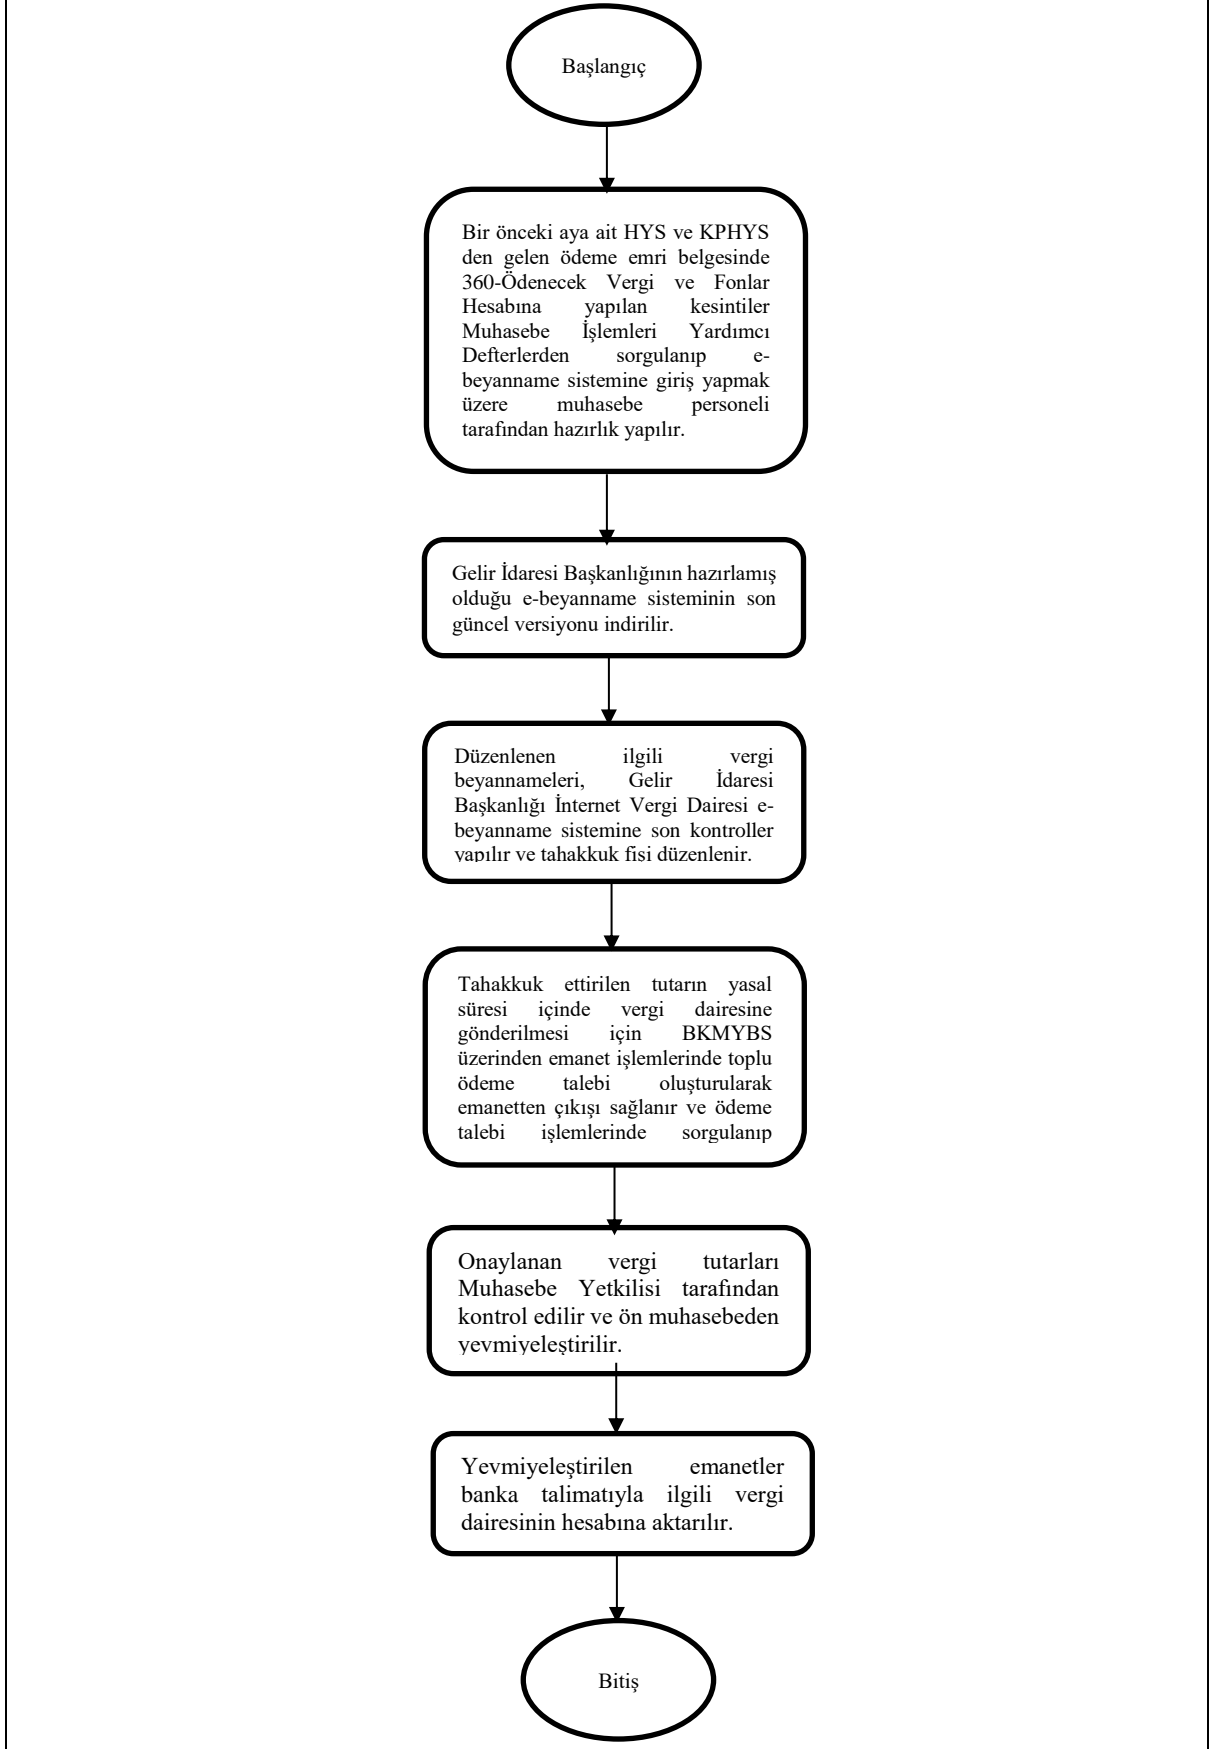 Başlangıç
Bir önceki aya ait HYS ve KPHYS
den gelen ödeme emri belgesinde
360-Ödenecek Vergi ve Fonlar
Hesabına yapılan kesintiler
Muhasebe İşlemleri Yardımcı
Defterlerden sorgulanıp e-
beyanname sistemine giriş yapmak
üzere muhasebe personeli
tarafından hazırlık yapılır.
Gelir İdaresi Başkanlığının hazırlamış
olduğu e-beyanname sisteminin son
güncel versiyonu indirilir.
Düzenlenen ilgili vergi
beyannameleri, Gelir İdaresi
Başkanlığı İnternet Vergi Dairesi e-
beyanname sistemine son kontroller
yapılır ve tahakkuk fişi düzenlenir.
Tahakkuk ettirilen tutarın yasal
süresi içinde vergi dairesine
gönderilmesi için BKMYBS
üzerinden emanet işlemlerinde toplu
ödeme talebi oluşturularak
emanetten çıkışı sağlanır ve ödeme
talebi işlemlerinde sorgulanıp
Onaylanan vergi tutarları
Muhasebe Yetkilisi tarafından
kontrol edilir ve ön muhasebeden
yevmiyeleştirilir.
Yevmiyeleştirilen emanetler
banka talimatıyla ilgili vergi
dairesinin hesabına aktarılır.
Bitiş